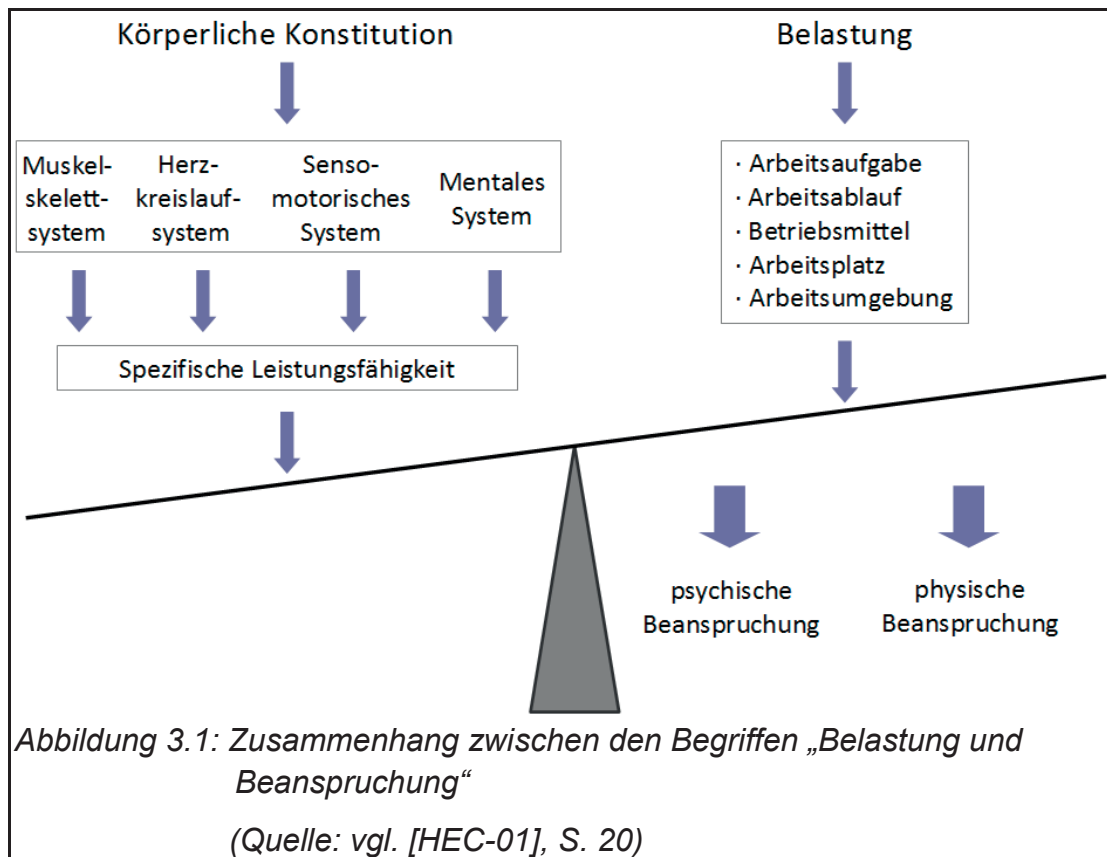 Körperliche Konstitution
Belastung
Muskel-
skelett-
system
Herz-
kreislauf-
system
Senso-
motorisches
System
Mentales
System
· Arbeitsaufgabe
· Arbeitsablauf
· Betriebsmittel
· Arbeitsplatz
· Arbeitsumgebung
Spezifische Leistungsfähigkeit
psychische
Beanspruchung
physische
Beanspruchung
Abbildung 3.1: Zusammenhang zwischen den Begriffen „Belastung und
Beanspruchung“
(Quelle: vgl. [HEC-01], S. 20)